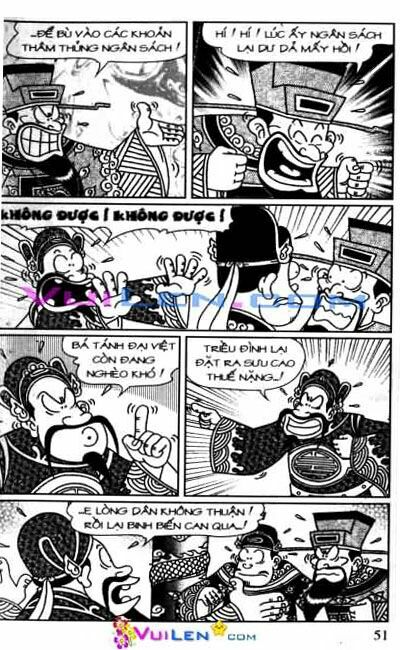 ...ĐỂ BÙ VÀO CÁC KHOẢN
THÂM THỦNG NGÂN SÁCH!
HÍ! HÍ! LÚC ẤY NGÂN SÁCH
LẠI DƯ DẢ MẤY HỒI!
KHÔNG ĐƯỢC! KHÔNG ĐƯỢC!
VUILEN.COM
BÁ TÁNH ĐẠI VIỆT
CÒN ĐANG
NGHÈO KHÓ!
TRIỀU ĐÌNH LẠI
ĐẶT RA SƯU CAO
THUẾ NẶNG..!
...E LÒNG DÂN KHÔNG THUẬN!
RỒI LẠI BINH BIẾN CAN QUA...!
51
VUILEN.COM